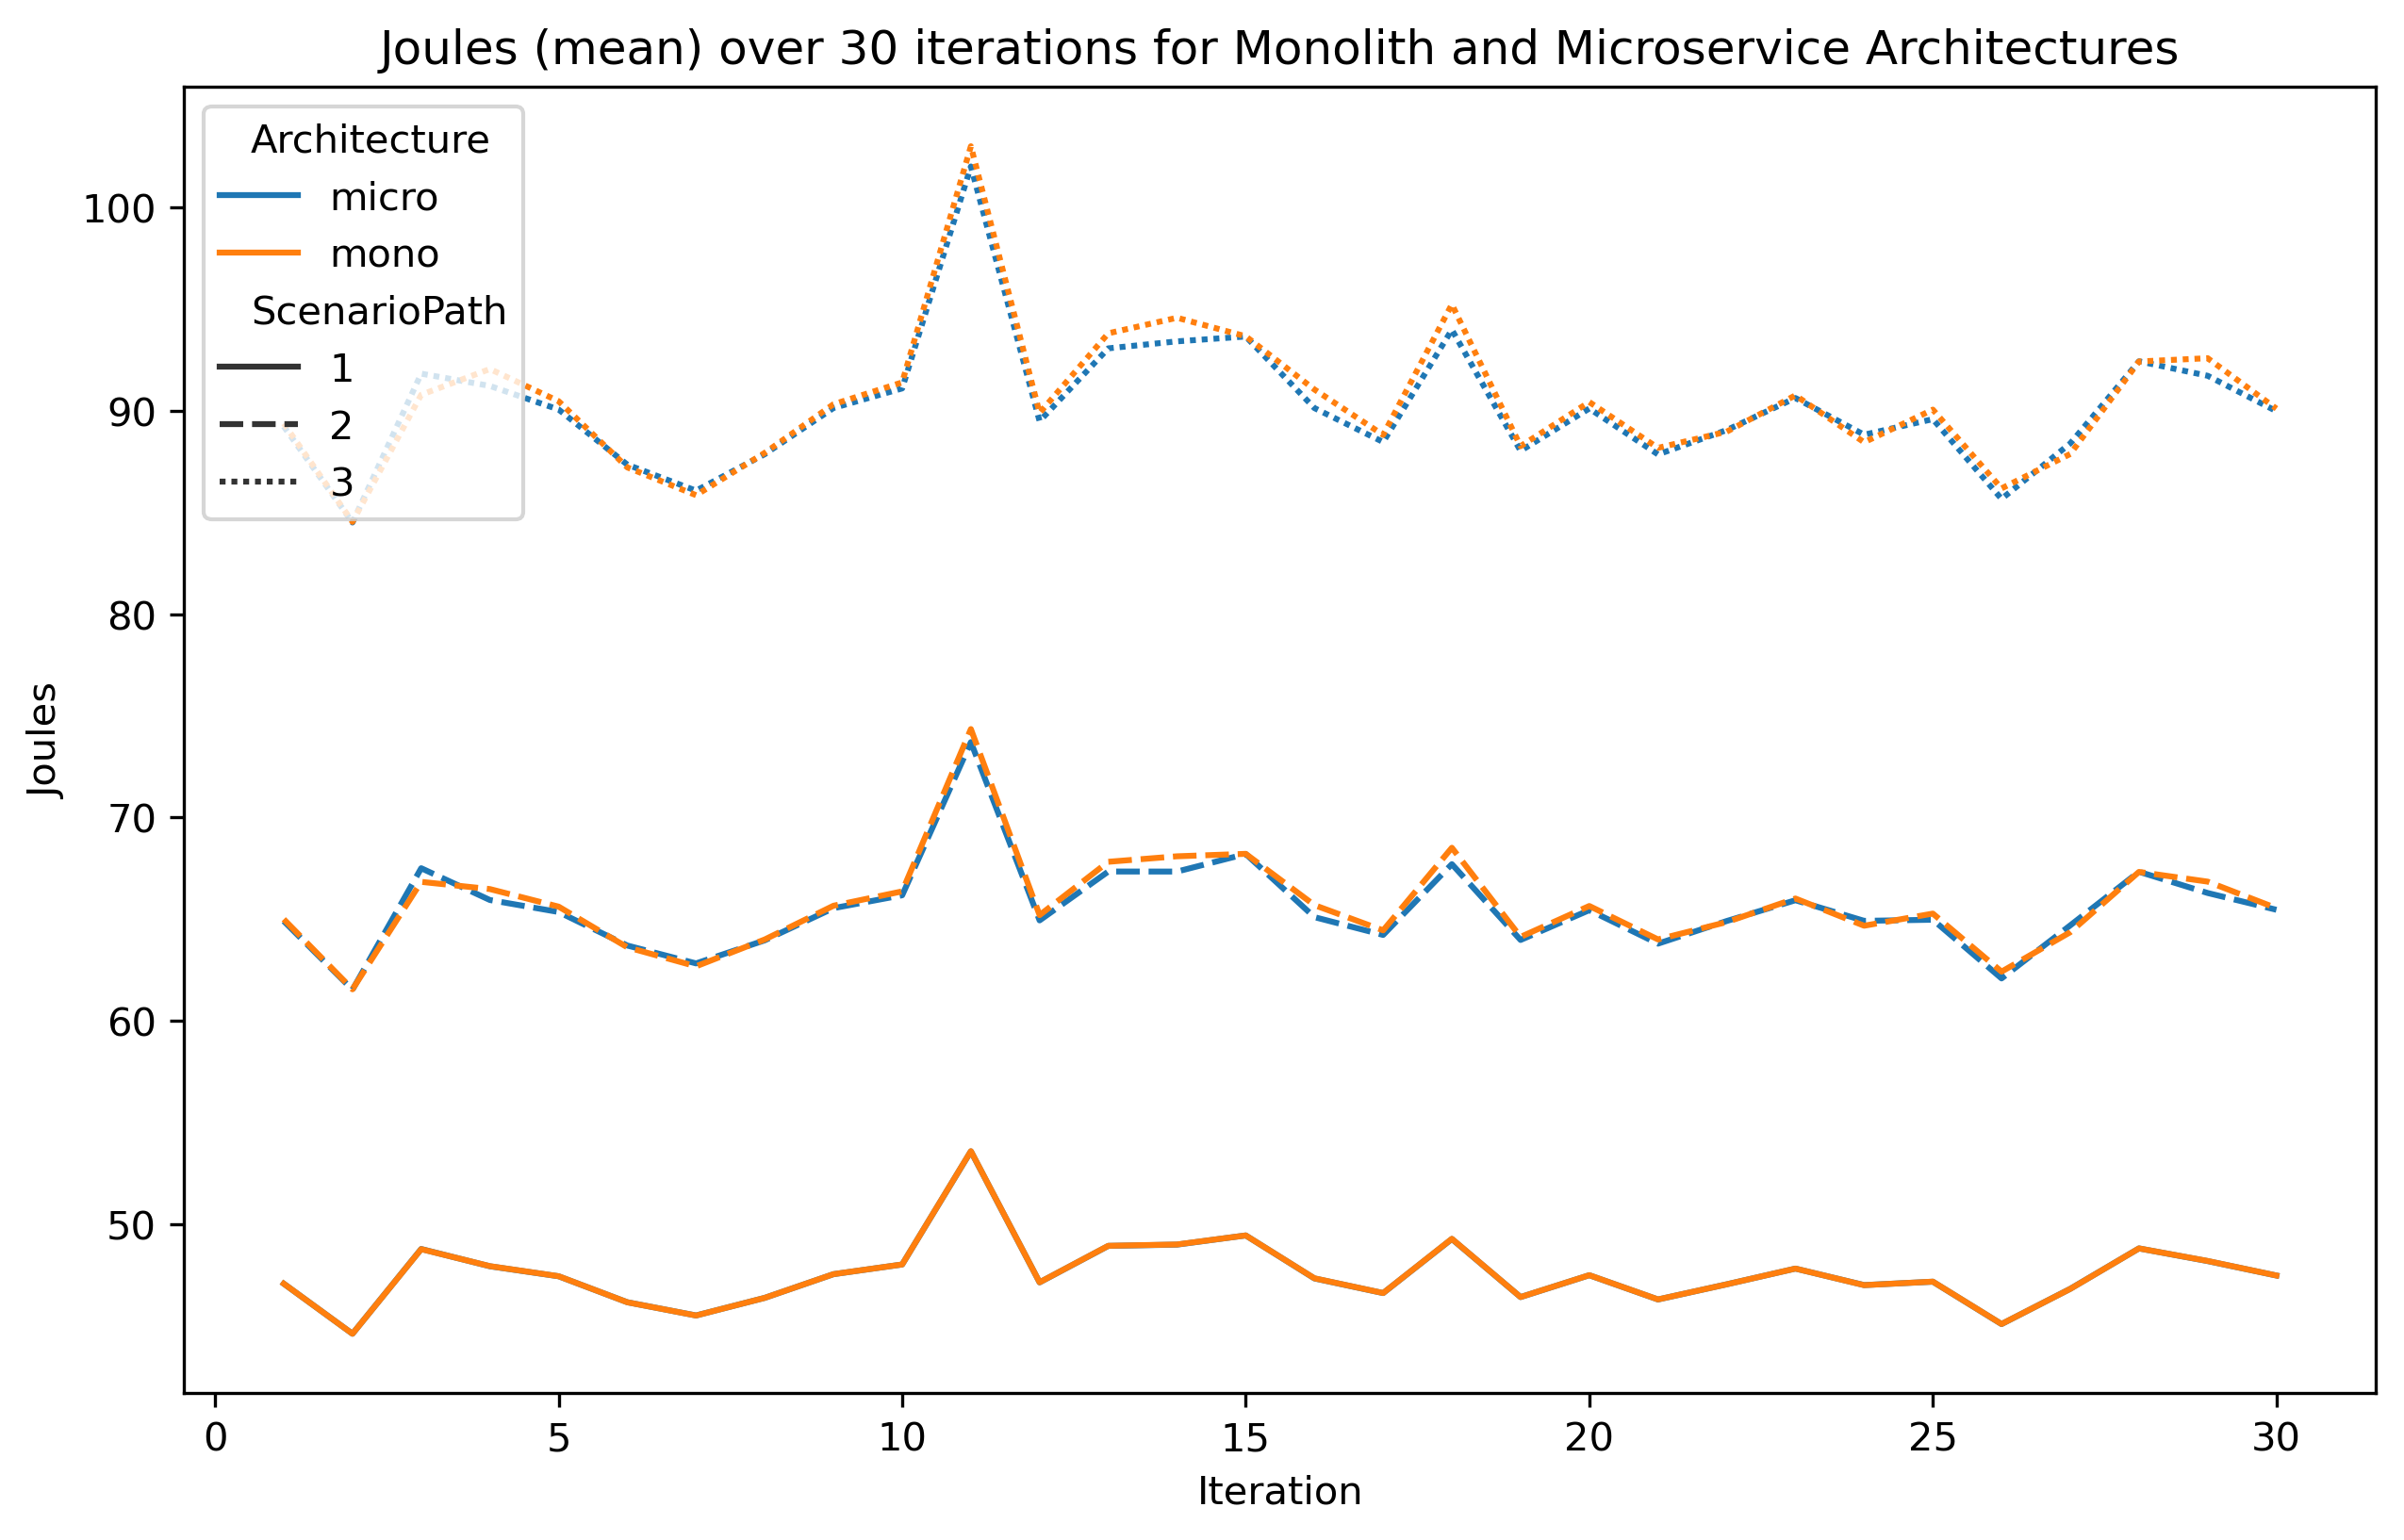 Joules (mean) over 30 iterations for Monolith and Microservice Architectures
Architecture
micro
mono
ScenarioPath
1
2
3
100
90
80
70
60
50
Joules
0 5 10 15 20 25 30
Iteration